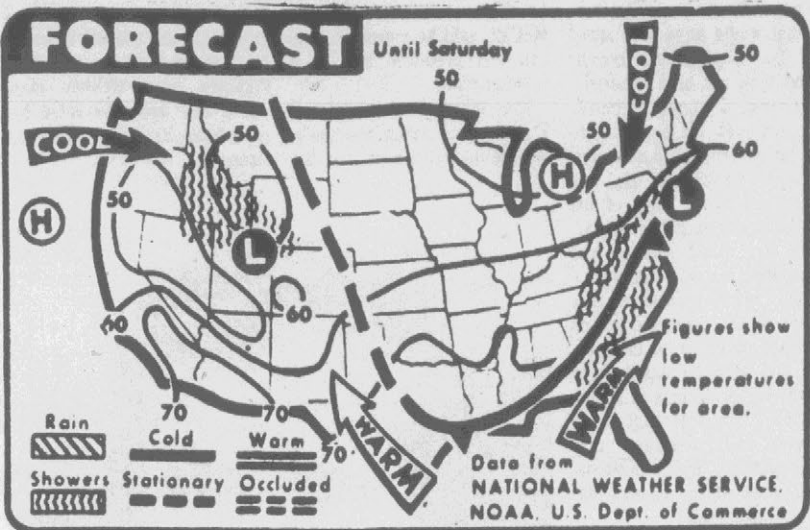 FORECAST
Until Saturday
50
50
COOL
COOL
50
50
60
50
H
H
L
L
60
60
Figures show
low
temperatures
for area.
70
70
70
WARM
WARM
Rain
Cold
Warm
Showers
Stationary
Occluded
Data from
NATIONAL WEATHER SERVICE,
NOAA, U.S. Dept. of Commerce